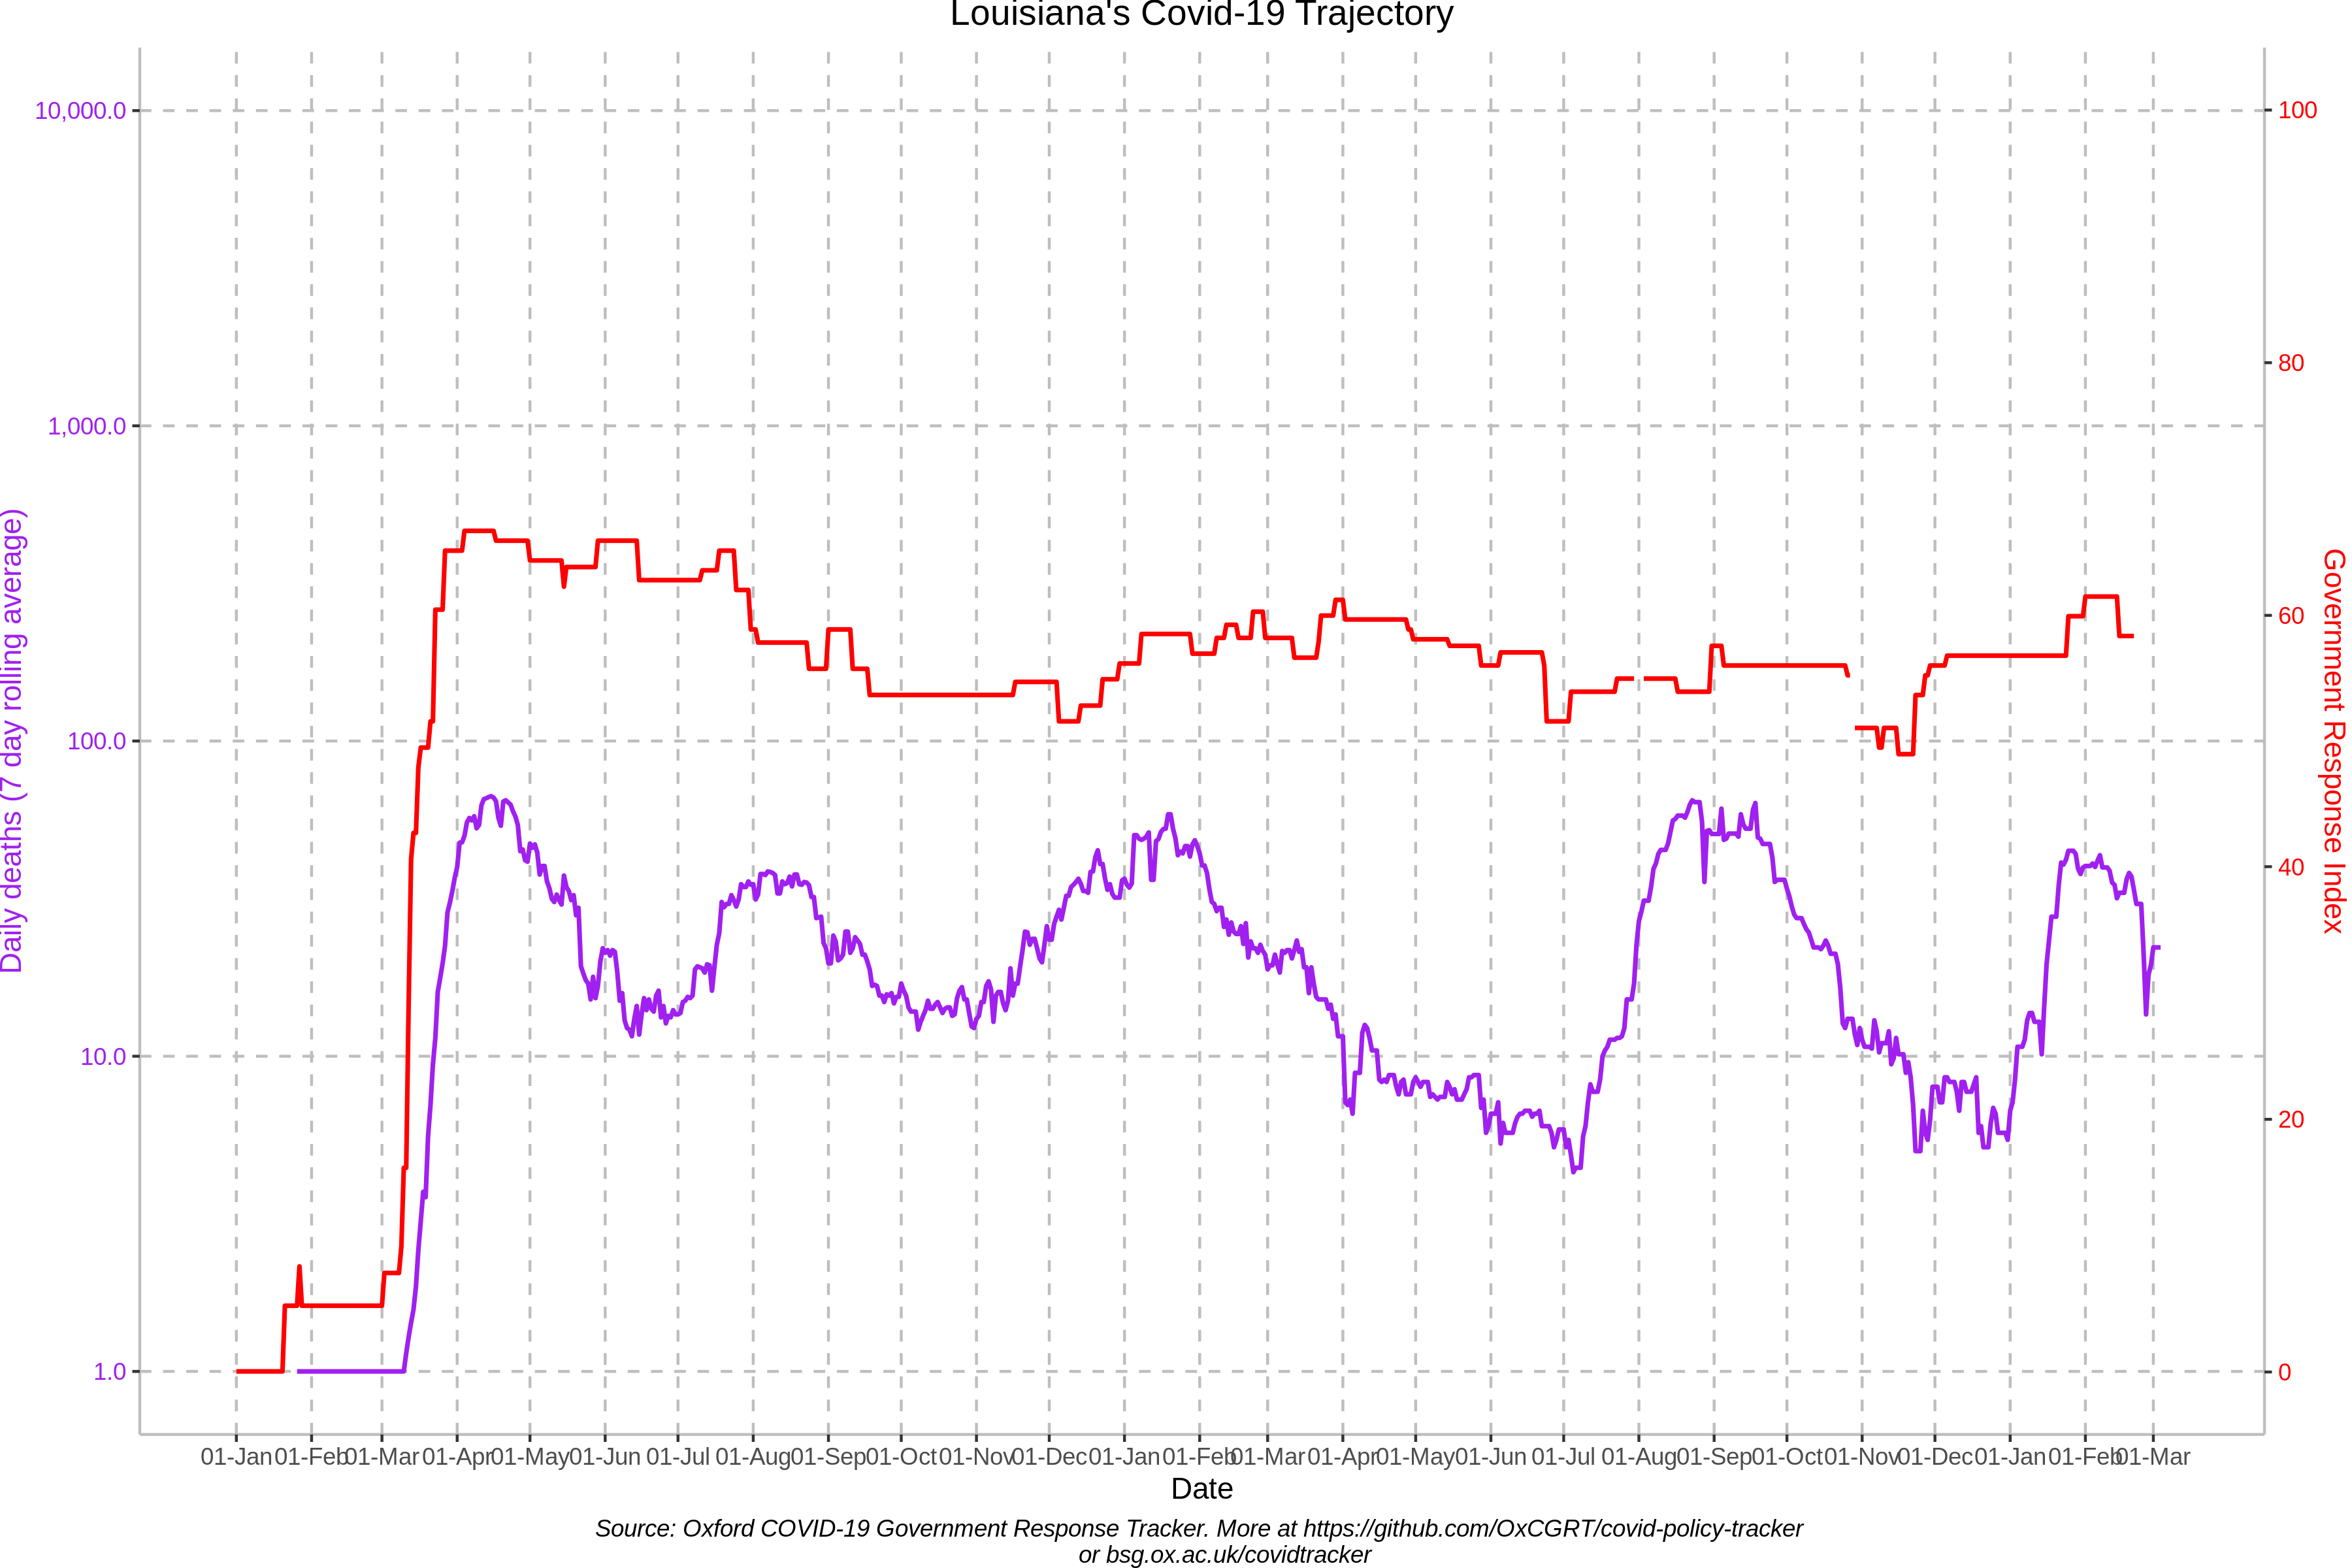 Louisiana's Covid-19 Trajectory
10,000.0
1,000.0
100.0
10.0
1.0
Daily deaths (7 day rolling average)
100
80
60
40
20
0
Government Response Index
01-Jan 01-Feb 01-Mar 01-Apr 01-May 01-Jun 01-Jul 01-Aug 01-Sep 01-Oct 01-Nov 01-Dec 01-Jan 01-Feb 01-Mar 01-Apr 01-May 01-Jun 01-Jul 01-Aug 01-Sep 01-Oct 01-Nov 01-Dec 01-Jan 01-Feb 01-Mar
Date
Source: Oxford COVID-19 Government Response Tracker. More at https://github.com/OxCGRT/covid-policy-tracker
or bsg.ox.ac.uk/covidtracker